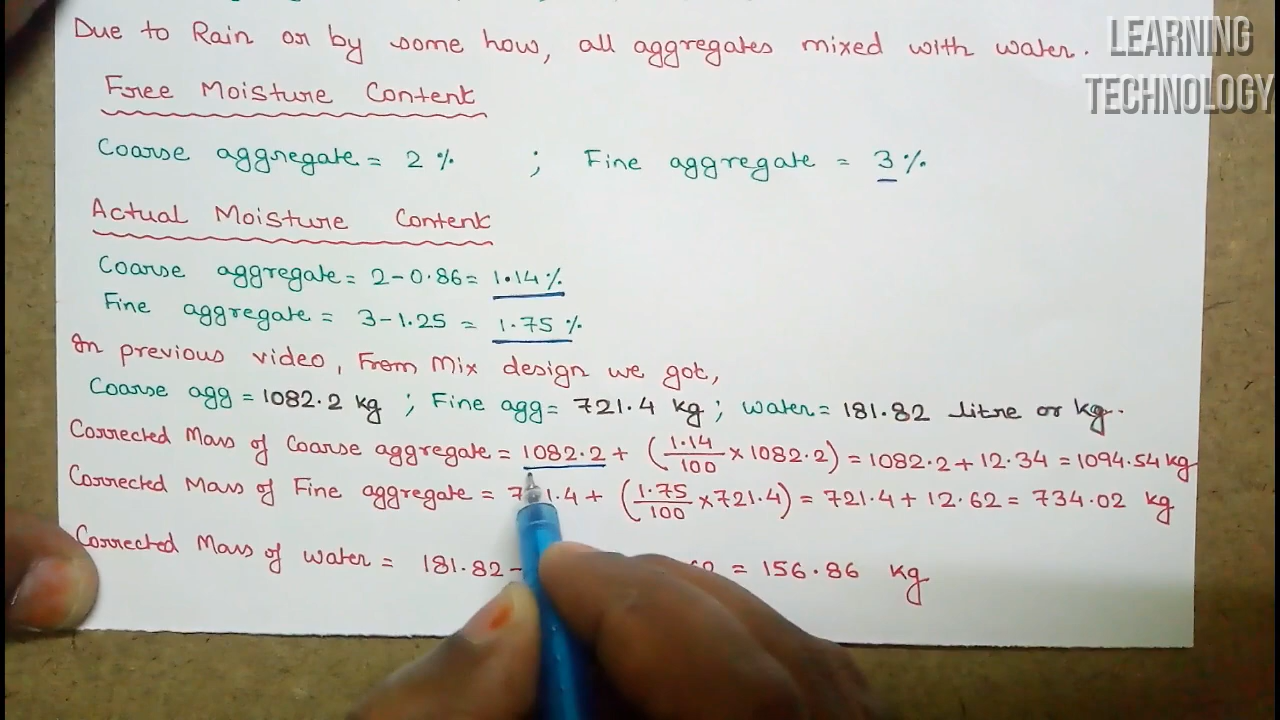 Due to Rain or by some how, all aggregates mixed with water.
LEARNING
TECHNOLOGY
Free Moisture Content
Coarse aggregate = 2 % ; Fine aggregate = 3 %
Actual Moisture Content
Coarse aggregate = 2 - 0.86 = 1.14 %
Fine aggregate = 3 - 1.25 = 1.75 %
In previous video, From Mix design we got,
Coarse agg = 1082.2 kg ; Fine agg = 721.4 kg ; water = 181.82 litre or kg.
Corrected Mass of Coarse aggregate = 1082.2 + (1.14/100 × 1082.2) = 1082.2 + 12.34 = 1094.54 kg
Corrected Mass of Fine aggregate = 721.4 + (1.75/100 × 721.4) = 721.4 + 12.62 = 734.02 kg
Corrected Mass of water = 181.82 - = 156.86 kg